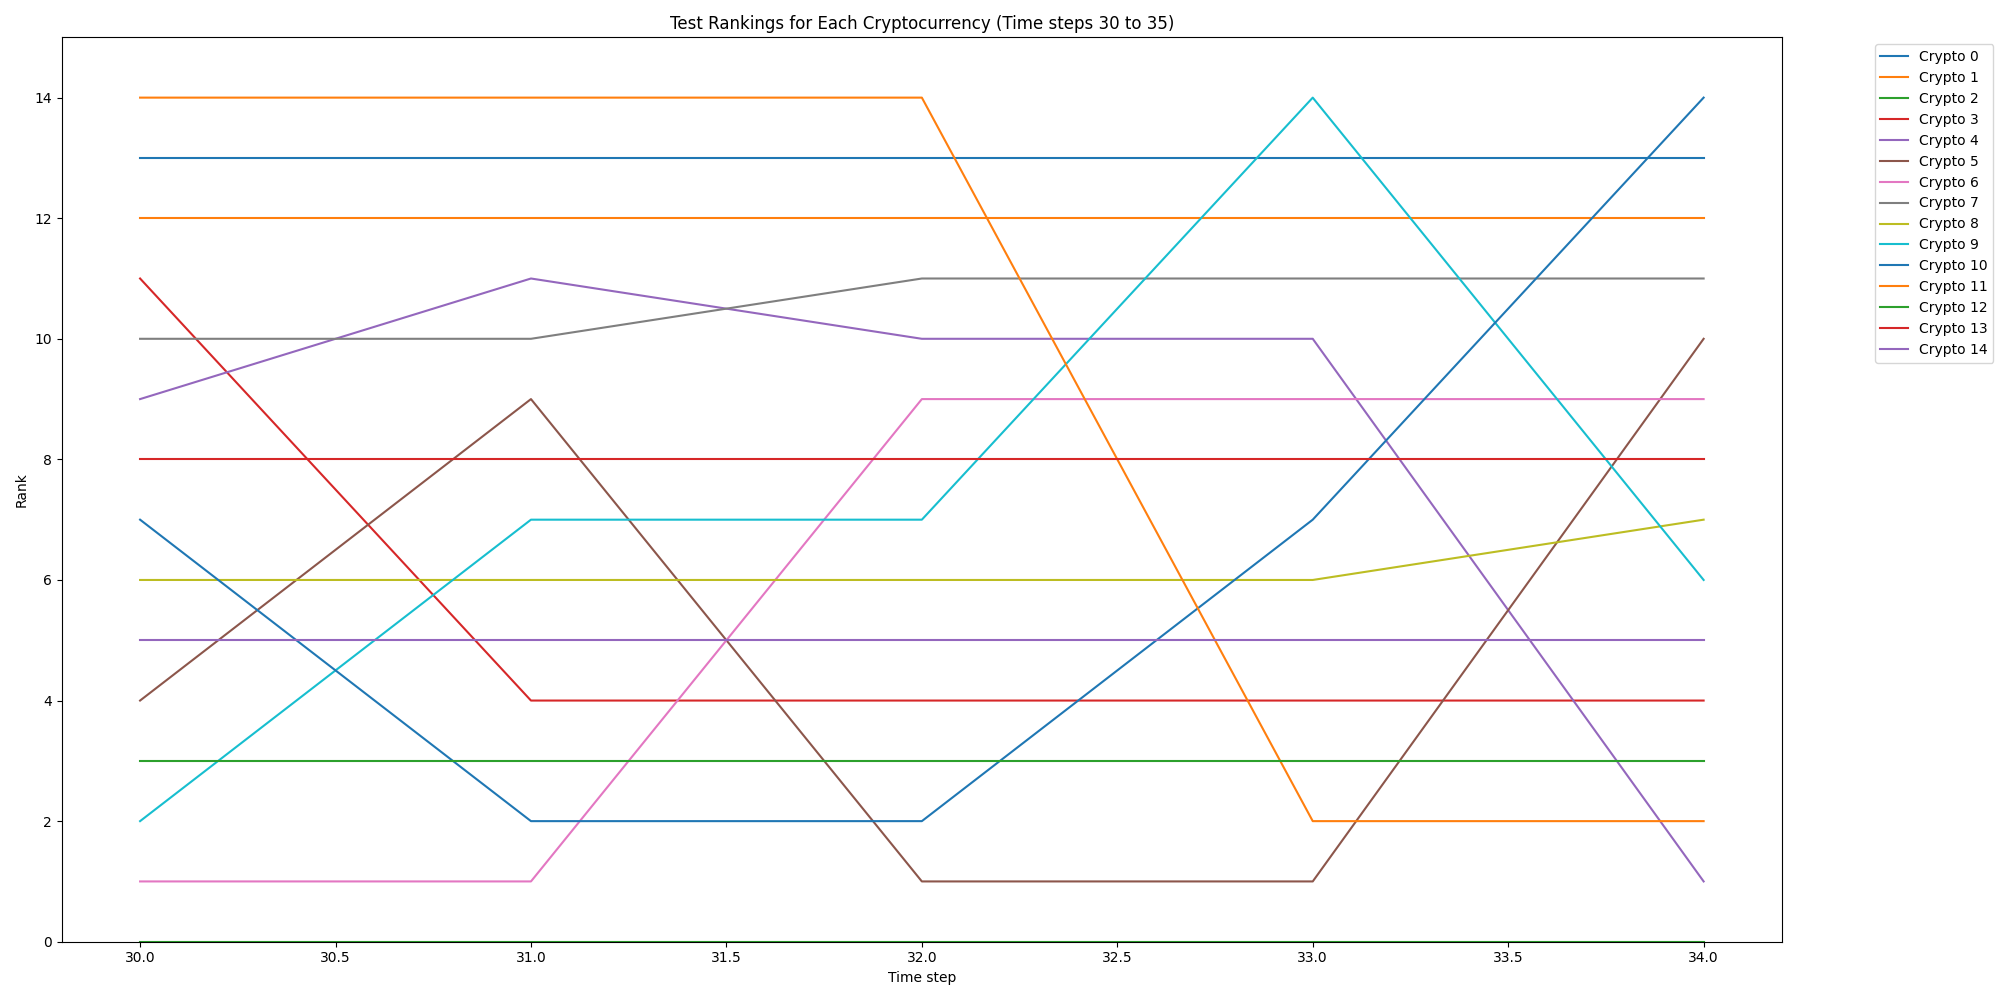 Test Rankings for Each Cryptocurrency (Time steps 30 to 35)
Crypto 0
Crypto 1
Crypto 2
Crypto 3
Crypto 4
Crypto 5
Crypto 6
Crypto 7
Crypto 8
Crypto 9
Crypto 10
Crypto 11
Crypto 12
Crypto 13
Crypto 14
14
12
10
8
6
4
2
0
Rank
30.0 30.5 31.0 31.5 32.0 32.5 33.0 33.5 34.0
Time step